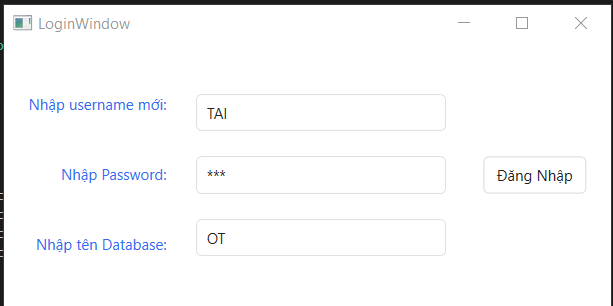 LoginWindow
Nhập username mới:
TAI
Nhập Password:
***
Đăng Nhập
Nhập tên Database:
OT